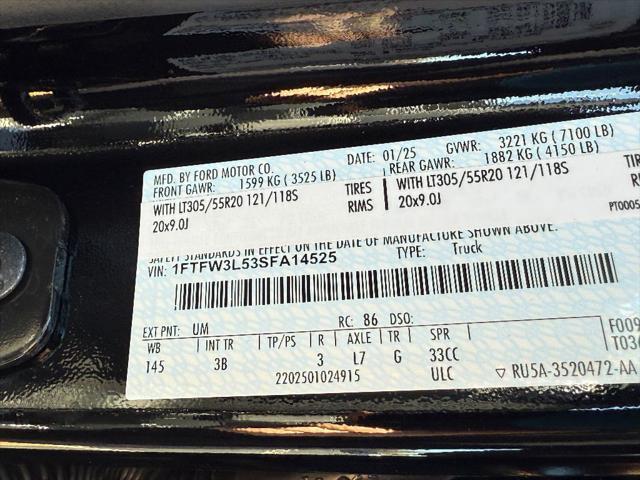 MFD. BY FORD MOTOR CO.
DATE: 01/25 GVWR: 3221 KG ( 7100 LB)
FRONT GAWR: 1599 KG ( 3525 LB)
REAR GAWR: 1882 KG ( 4150 LB)
WITH LT305/55R20 121/118S TIRES WITH LT305/55R20 121/118S
20x9.0J RIMS 20x9.0J
PT0005
SAFETY STANDARDS IN EFFECT ON THE DATE OF MANUFACTURE SHOWN ABOVE.
VIN: 1FTFW3L53SFA14525 TYPE: Truck
EXT PNT: UM RC: 86 DSO:
WB INT TR TP/PS R AXLE TR SPR
145 3B 3 L7 G 33CC
2202501024915 ULC ▽ RU5A-3520472-AA